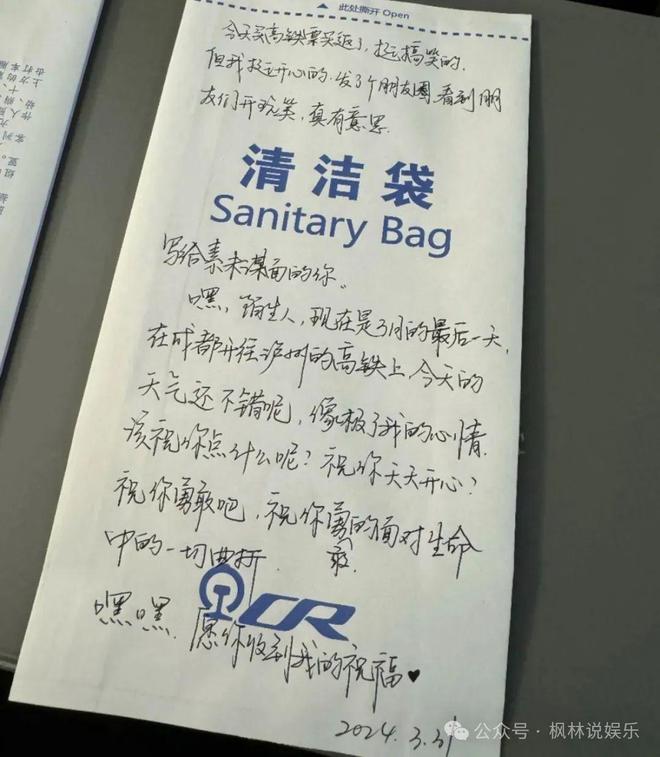 此处撕开 Open
今天买高铁票买返了，挺搞笑的.
但我挺开心的.发了个朋友圈看到朋
友们开玩笑，真有意思.
清洁袋
Sanitary Bag
写给素未谋面的你。
嘿，陌生人，现在是3月的最后一天，
在成都开往泸州的高铁上，今天的
天气还不错呢，像极了我的心情.
该祝你点什么呢？祝你天天开心？
祝你勇敢吧，祝你勇敢的面对生命
中的一切曲折.
CR
嘿嘿.愿你收到我的祝福♥
2024.3.31
公众号·枫林说娱乐